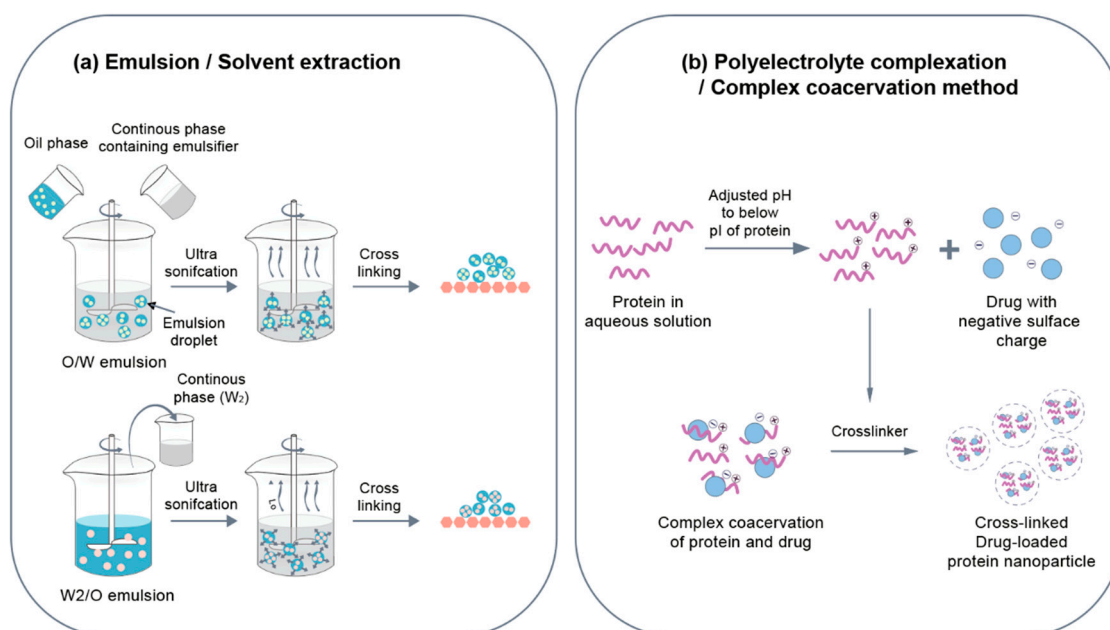 (a) Emulsion / Solvent extraction
Oil phase
Continous phase
containing emulsifier
Ultra
sonifcation
Cross
linking
Emulsion
droplet
O/W emulsion
Continous
phase (W₂)
Ultra
sonifcation
Lo
Cross
linking
W2/O emulsion
(b) Polyelectrolyte complexation
/ Complex coacervation method
Adjusted pH
to below
pI of protein
Protein in
aqueous solution
Drug with
negative sulface
charge
Crosslinker
Complex coacervation
of protein and drug
Cross-linked
Drug-loaded
protein nanoparticle